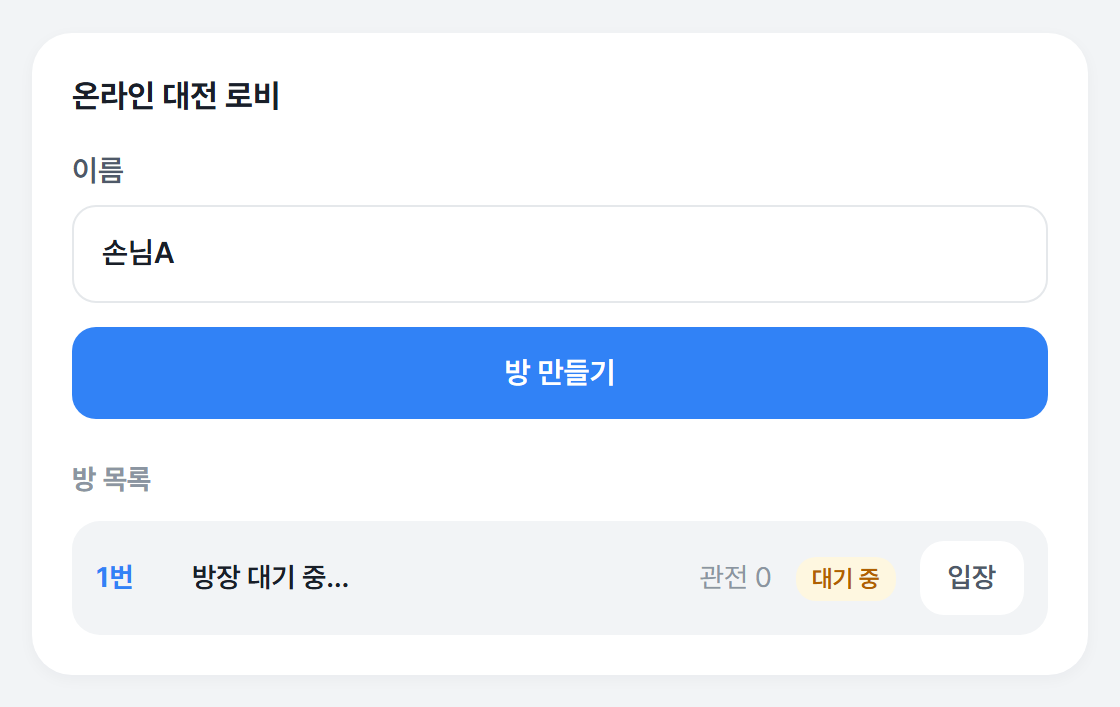 온라인 대전 로비
이름
손님A
방 만들기
방 목록
1번 방장 대기 중... 관전 0 대기 중 입장